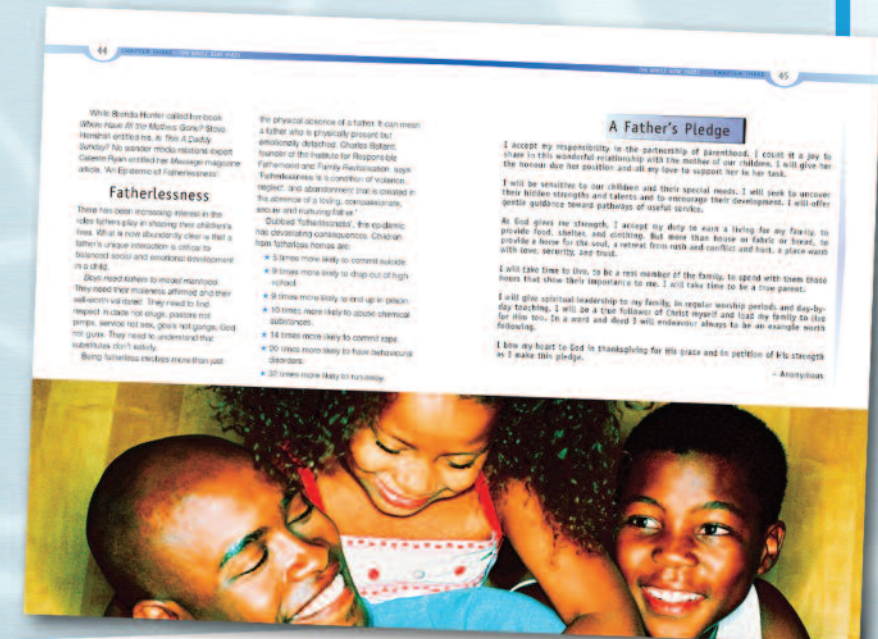 44 CHAPTER THREE
While Brenda Hunter called her book
Where Have All the Mothers Gone? Steve
entitled his, Is This A Daddy
Sunday? No wonder media relations expert
Celeste Ryan entitled her Message magazine
article, 'An Epidemic of Fatherlessness'.
Fatherlessness
There has been increasing interest in the
roles fathers play in shaping their children's
lives. What is now abundantly clear is that a
father's unique interaction is critical to
balanced social and emotional development
in a child.
Boys need fathers to model manhood.
They need their maleness affirmed and their
self-worth validated. They need to find
respect in dads not drugs, pastors not
pimps, service not sex, goals not gangs, God
not guns. They need to understand that
substitutes don't satisfy.
Being fatherless involves more than just
the physical absence of a father. It can mean
a father who is physically present but
emotionally detached. Charles Ballard,
founder of the Institute for Responsible
Fatherhood and Family Revitalisation, says
'Fatherlessness is a condition of violence,
neglect, and abandonment that is created in
the absence of a loving, compassionate,
secure and nurturing father.'
Dubbed 'fatherlessness', this epidemic
has devastating consequences. Children
from fatherless homes are:
★ 5 times more likely to commit suicide.
★ 9 times more likely to drop out of high
school.
★ 9 times more likely to end up in prison.
★ 10 times more likely to abuse chemical
substances.
★ 14 times more likely to commit rape.
★ 20 times more likely to have behavioural
disorders.
★ 32 times more likely to run away.
CHAPTER THREE 45
A Father's Pledge
I accept my responsibility in the partnership of parenthood. I count it a joy to
share in this wonderful relationship with the mother of our children. I will give her
the honour due her position and all my love to support her in her task.
I will be sensitive to our children and their special needs. I will seek to uncover
their hidden strengths and talents and to encourage their development. I will offer
gentle guidance toward pathways of useful service.
As God gives me strength, I accept my duty to earn a living for my family, to
provide food, shelter, and clothing. But more than house or fabric or bread, to
provide a home for the soul, a retreat from rush and conflict and hurt, a place warm
with love, security, and trust.
I will take time to live, to be a real member of the family, to spend with them those
hours that show their importance to me. I will take time to be a true parent.
I will give spiritual leadership to my family, in regular worship periods and day-by-
day teaching. I will be a true follower of Christ myself and lead my family to live
for Him too. In a word and deed I will endeavour always to be an example worth
following.
I bow my heart to God in thanksgiving for His grace and in petition of His strength
as I make this pledge.
– Anonymous